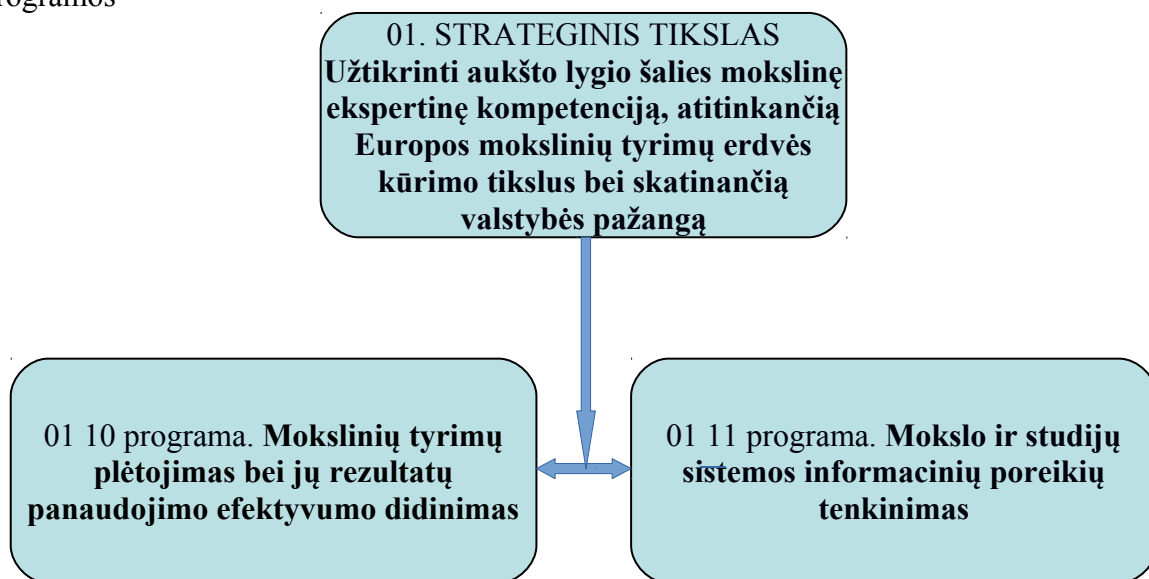 rogramos
01. STRATEGINIS TIKSLAS
Užtikrinti aukšto lygio šalies mokslinę
ekspertinę kompetenciją, atitinkančią
Europos mokslinių tyrimų erdvės
kūrimo tikslus bei skatinančią
valstybės pažangą
01 10 programa. Mokslinių tyrimų
plėtojimas bei jų rezultatų
panaudojimo efektyvumo didinimas
01 11 programa. Mokslo ir studijų
sistemos informacinių poreikių
tenkinimas